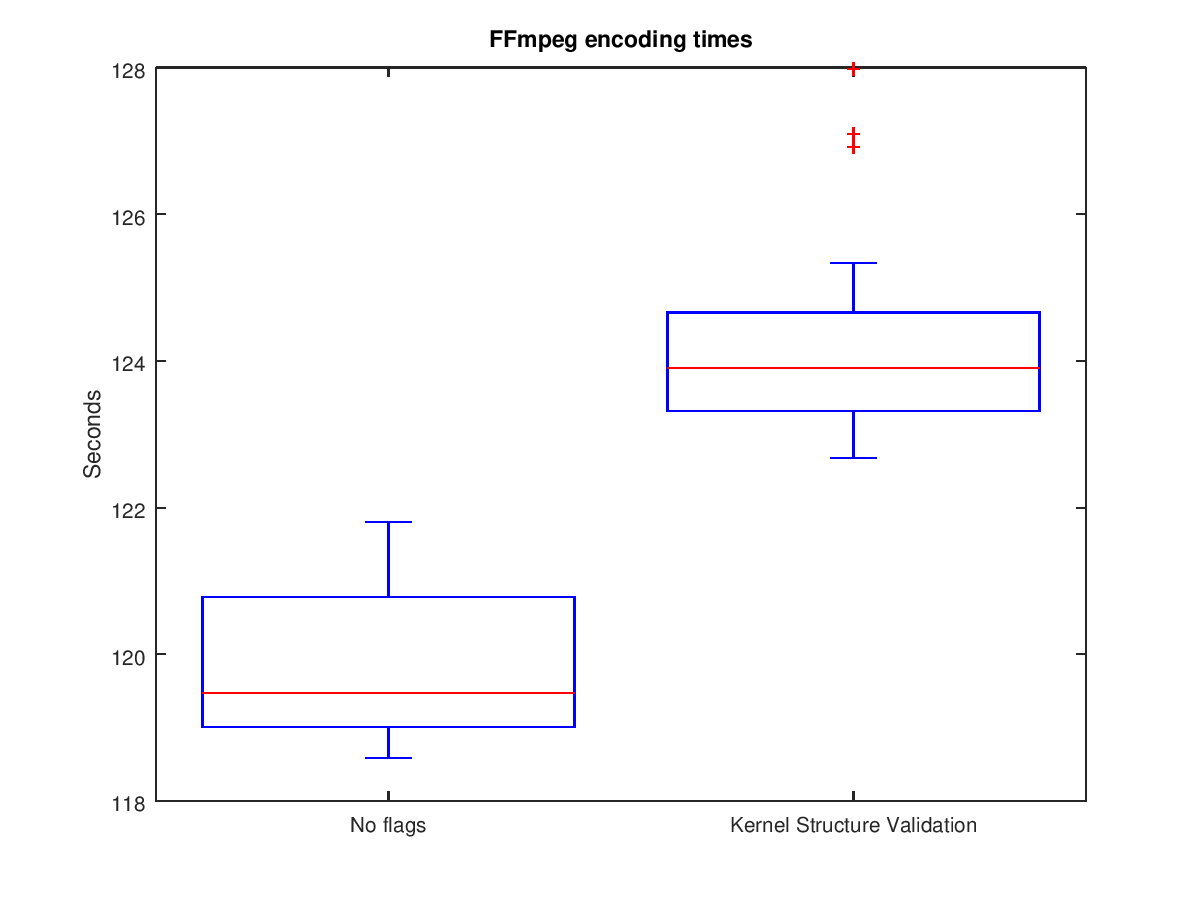 FFmpeg encoding times
128
126
124
122
120
118
Seconds
No flags
Kernel Structure Validation